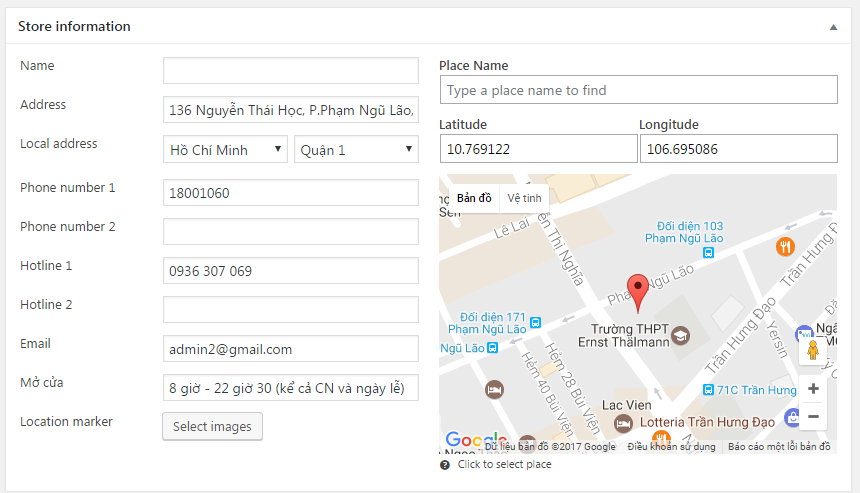 Store information
Name
Address
136 Nguyễn Thái Học, P.Phạm Ngũ Lão,
Local address
Hồ Chí Minh
Quận 1
Phone number 1
18001060
Phone number 2
Hotline 1
0936 307 069
Hotline 2
Email
admin2@gmail.com
Mở cửa
8 giờ - 22 giờ 30 (kể cả CN và ngày lễ)
Location marker
Select images
Place Name
Type a place name to find
Latitude
Longitude
10.769122
106.695086
Bản đồ
Vệ tinh
Lê Lai
Thị Nghĩa
Đối diện 103
Phạm Ngũ Lão
Trần Hưng Đạo
Phạm Ngũ Lão
Đối diện 171
Phạm Ngũ Lão
Ngũ Lão
Trường THPT
Ernst Thälmann
Trần Hưng Đạo
Yersin
Hẻm 40 Bùi Viện
Hẻm 28 Bùi Viện
71C Trần Hưng
Lac Vien
Lotteria Trần Hưng Đạo
Google
Dữ liệu bản đồ ©2017 Google
Điều khoản sử dụng
Báo cáo một lỗi bản đồ
Click to select place